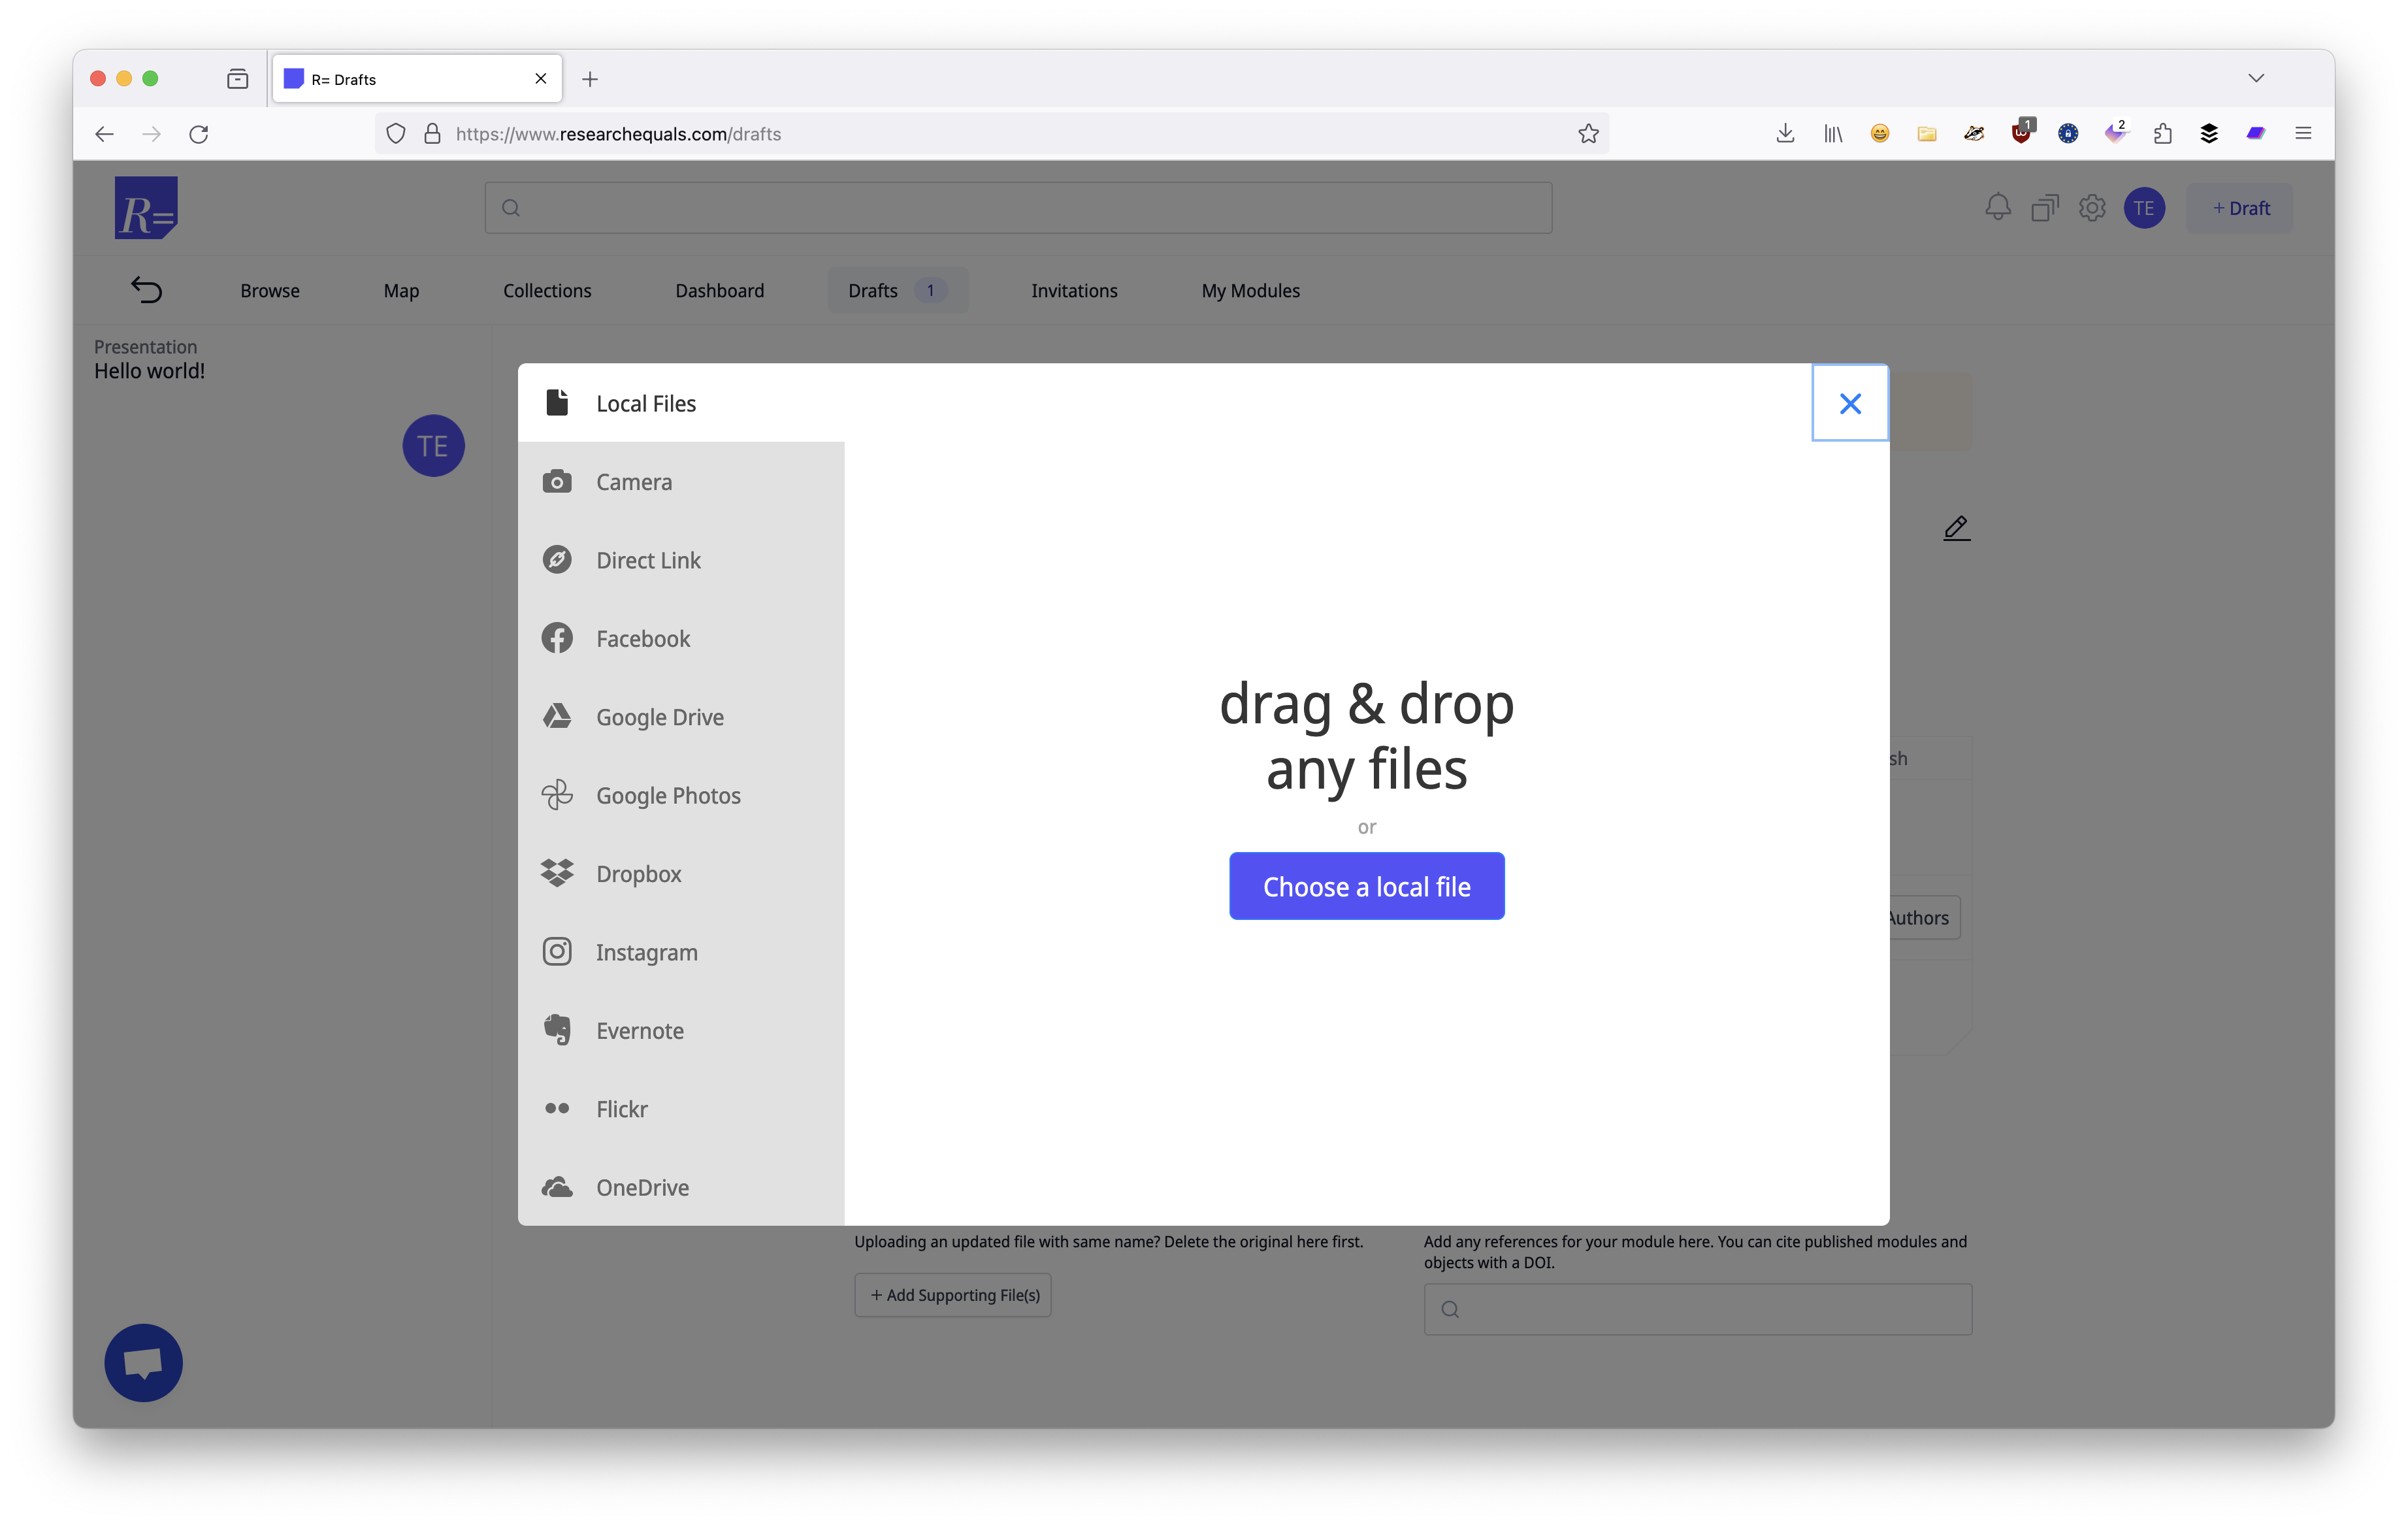 R= Drafts
https://www.researchequals.com/drafts
1
2
R=
TE
+ Draft
Browse
Map
Collections
Dashboard
Drafts 1
Invitations
My Modules
Presentation
Hello world!
TE
Local Files
Camera
Direct Link
Facebook
Google Drive
Google Photos
Dropbox
Instagram
Evernote
Flickr
OneDrive
drag & drop
any files
or
Choose a local file
sh
Authors
Uploading an updated file with same name? Delete the original here first.
+ Add Supporting File(s)
Add any references for your module here. You can cite published modules and
objects with a DOI.